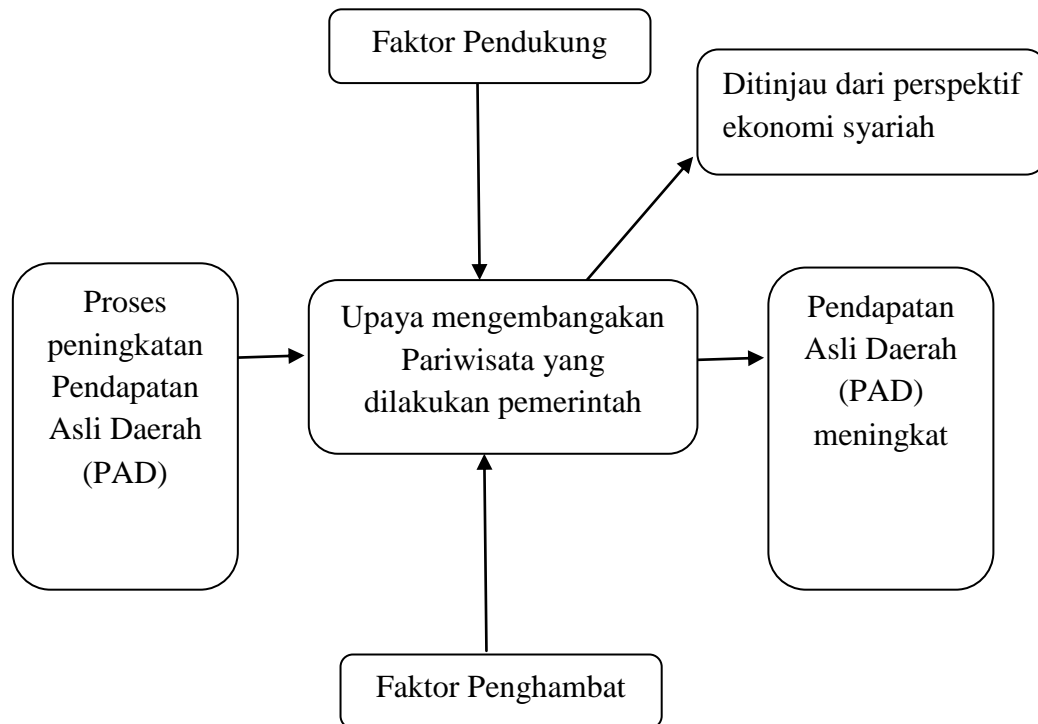 Faktor Pendukung
Ditinjau dari perspektif
ekonomi syariah
Proses
peningkatan
Pendapatan
Asli Daerah
(PAD)
Upaya mengembangakan
Pariwisata yang
dilakukan pemerintah
Pendapatan
Asli Daerah
(PAD)
meningkat
Faktor Penghambat